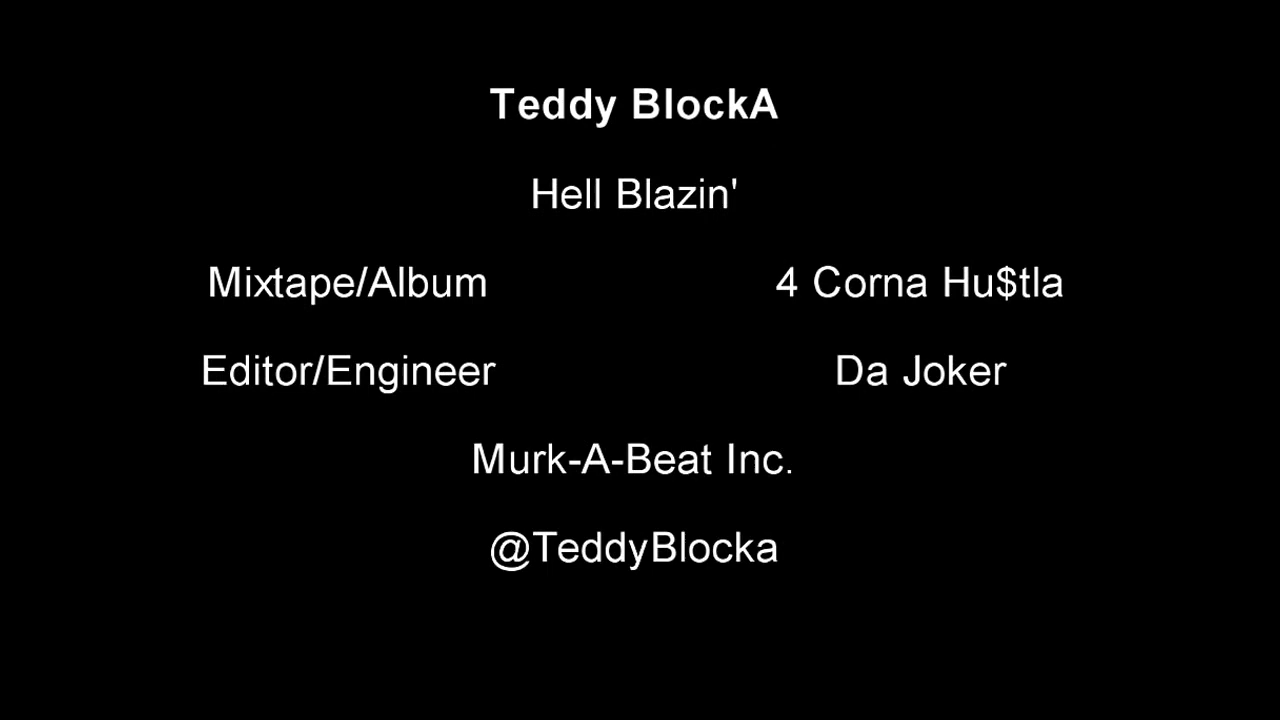 Teddy BlockA
Hell Blazin'
Mixtape/Album 4 Corna Hu$tla
Editor/Engineer Da Joker
Murk-A-Beat Inc.
@TeddyBlocka